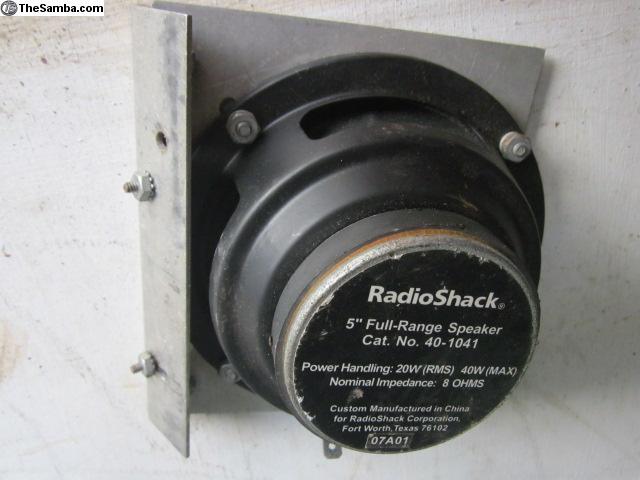 TheSamba.com
RadioShack®
5" Full-Range Speaker
Cat. No. 40-1041
Power Handling: 20W (RMS) 40W (MAX)
Nominal Impedance: 8 OHMS
Custom Manufactured in China
for RadioShack Corporation,
Fort Worth, Texas 76102
07A01